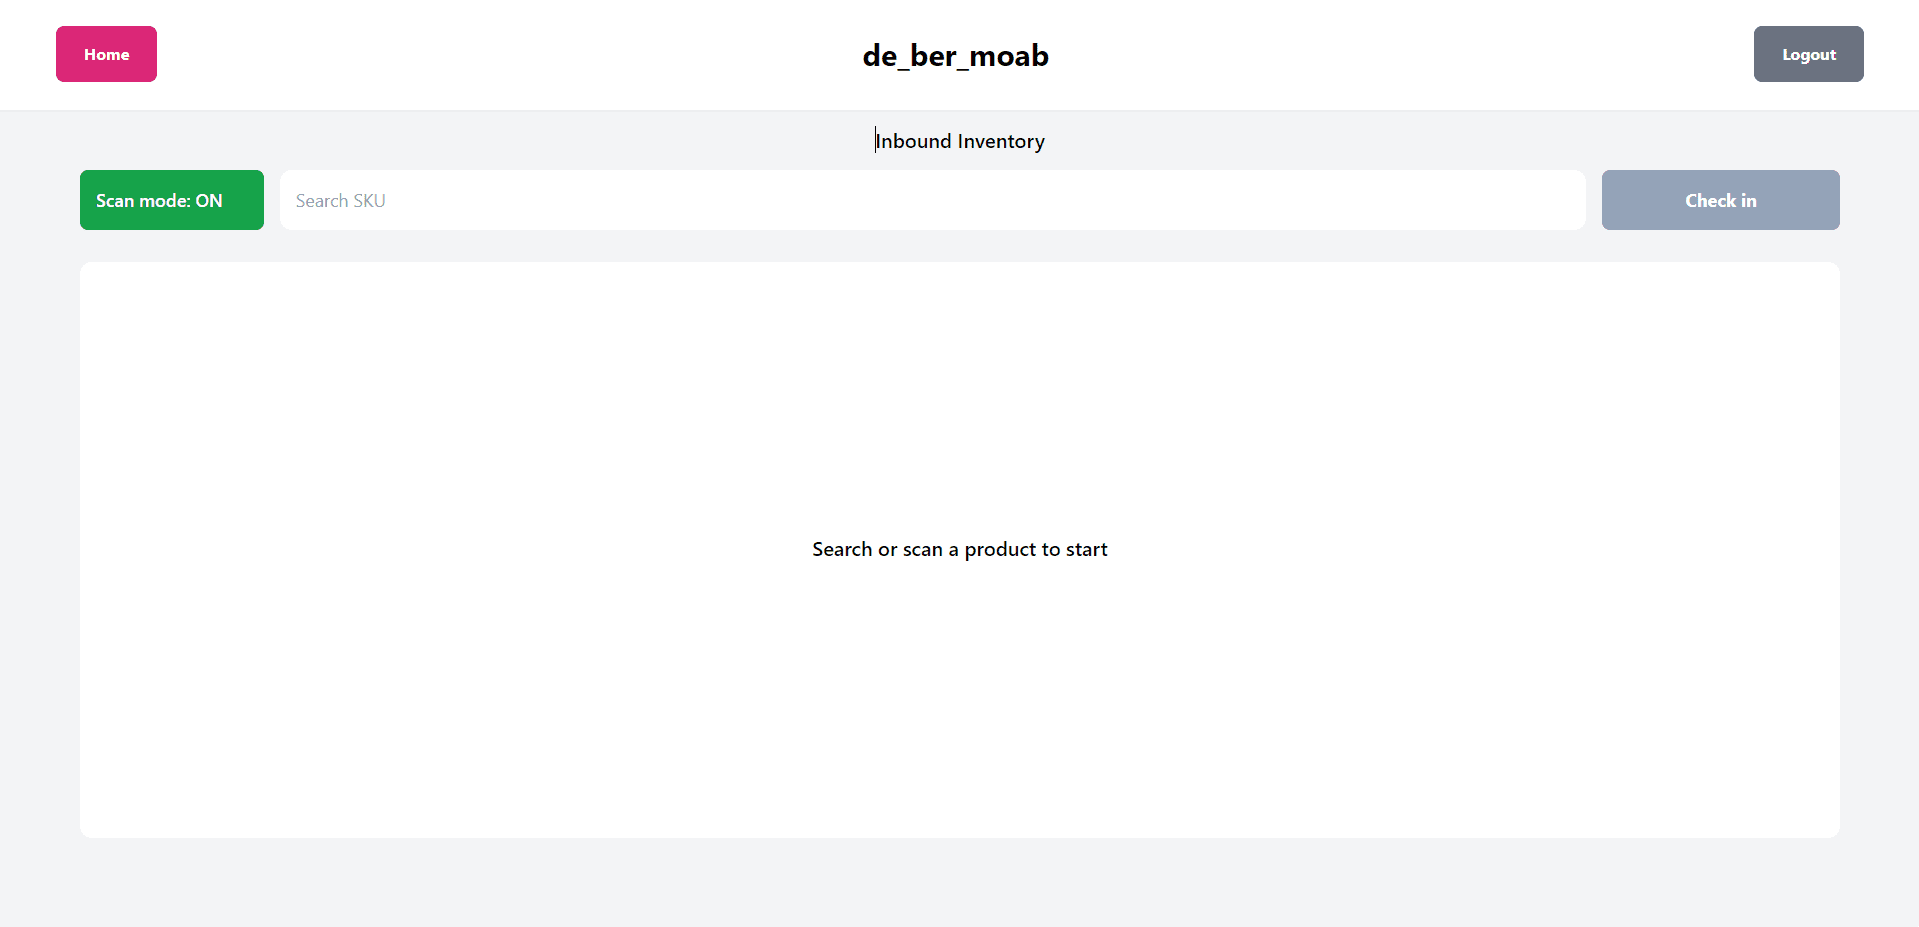 Home
de_ber_moab
Logout
Inbound Inventory
Scan mode: ON
Search SKU
Check in
Search or scan a product to start